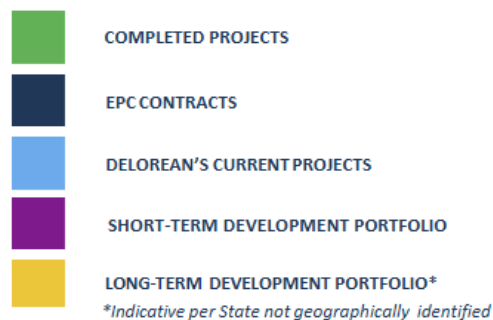 COMPLETED PROJECTS
EPC CONTRACTS
DELOREAN'S CURRENT PROJECTS
SHORT-TERM DEVELOPMENT PORTFOLIO
LONG-TERM DEVELOPMENT PORTFOLIO*
*Indicative per State not geographically identified